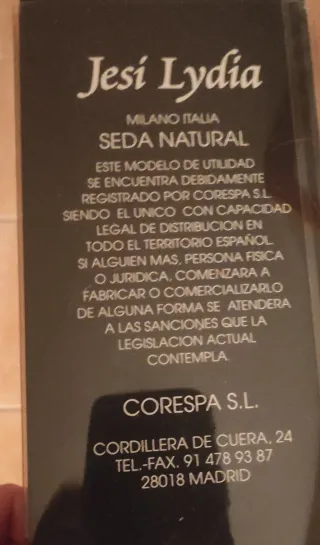 Jesí Lydia
MILANO ITALIA
SEDA NATURAL
ESTE MODELO DE UTILIDAD
SE ENCUENTRA DEBIDAMENTE
REGISTRADO POR CORESPA S.L.
SIENDO EL UNICO CON CAPACIDAD
LEGAL DE DISTRIBUCION EN
TODO EL TERRITORIO ESPAÑOL.
SI ALGUIEN MAS, PERSONA FISICA
O JURIDICA, COMENZARA A
FABRICAR O COMERCIALIZARLO
DE ALGUNA FORMA SE ATENDERA
A LAS SANCIONES QUE LA
LEGISLACION ACTUAL
CONTEMPLA.
CORESPA S.L.
CORDILLERA DE CUERA, 24
TEL.-FAX. 91 478 93 87
28018 MADRID